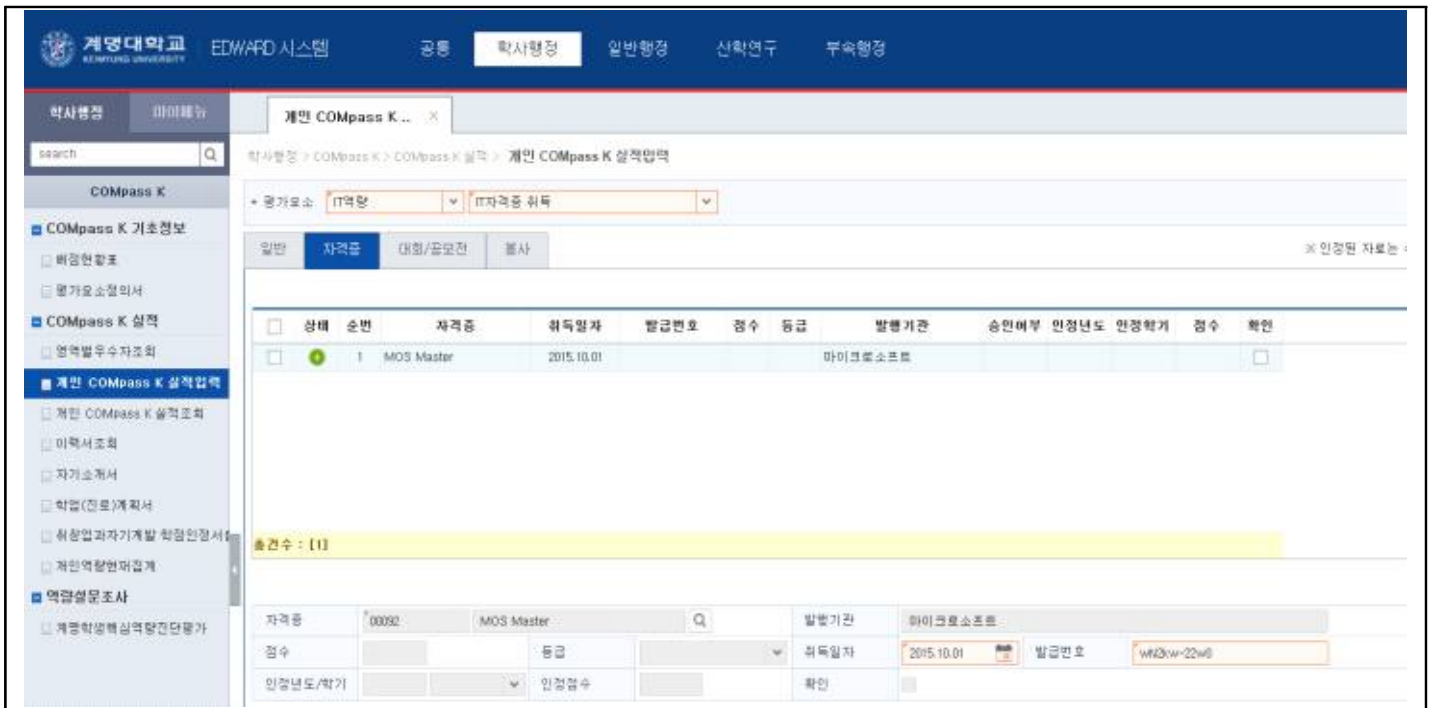 계명대학교 EDWARD 시스템 공통 학사행정 일반행정 산학연구 부속행정
KEIMYUNG UNIVERSITY
학사행정 마이메뉴 개인 COMpass K ..
search 학사행정 > COMpass K > COMpass K 실적 > 개인 COMpass K 실적입력
COMpass K
평가요소 IT역량 IT자격증 취득
COMpass K 기초정보
일반 자격증 대회/공모전 봉사 ※ 인정된 자료는
배점현황표
평가요소정의서
COMpass K 실적
상태 순번 자격증 취득일자 발급번호 점수 등급 발행기관 승인여부 인정년도 인정학기 점수 확인
영역별우수자조회
1 MOS Master 2015.10.01 마이크로소프트
개인 COMpass K 실적입력
개인 COMpass K 실적조회
이력서조회
자기소개서
학업(진로)계획서
취창업과자기개발 학점인정서
총건수 : [1]
개인역량현재집계
역량설문조사
자격증 00092 MOS Master 발행기관 마이크로소프트
계명학생핵심역량진단평가
점수 등급 취득일자 2015.10.01 발급번호
인정년도/학기 인정점수 확인